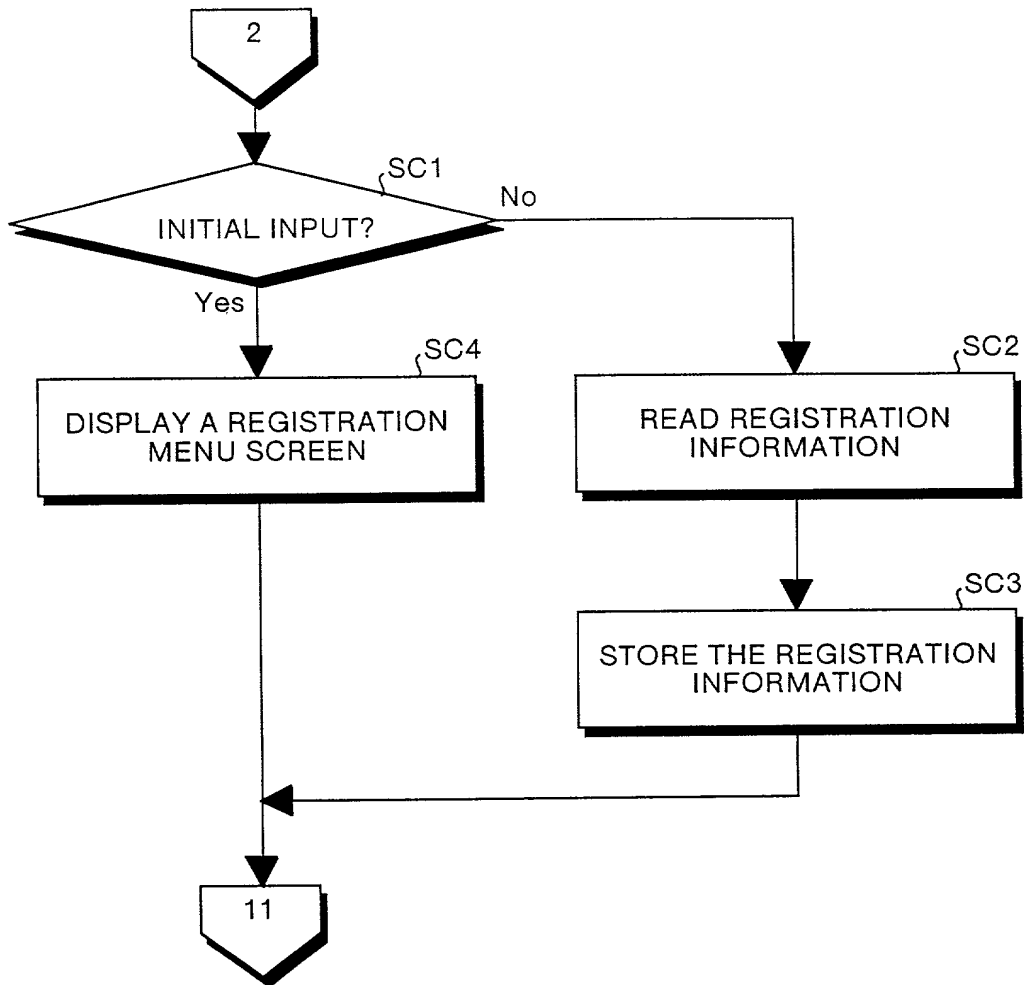 2
SC1
No
INITIAL INPUT?
Yes
SC4
DISPLAY A REGISTRATION
MENU SCREEN
SC2
READ REGISTRATION
INFORMATION
SC3
STORE THE REGISTRATION
INFORMATION
11